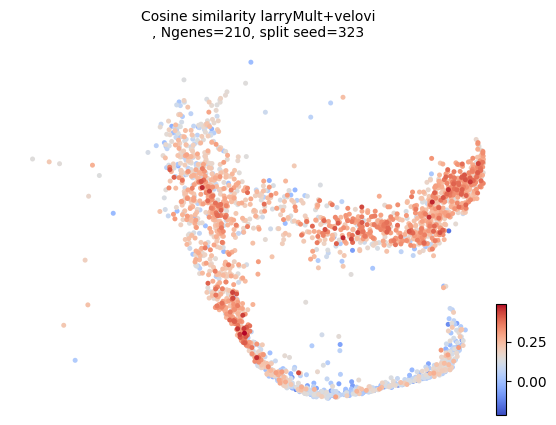 Cosine similarity larryMult+velovi
, Ngenes=210, split seed=323
0.25
0.00